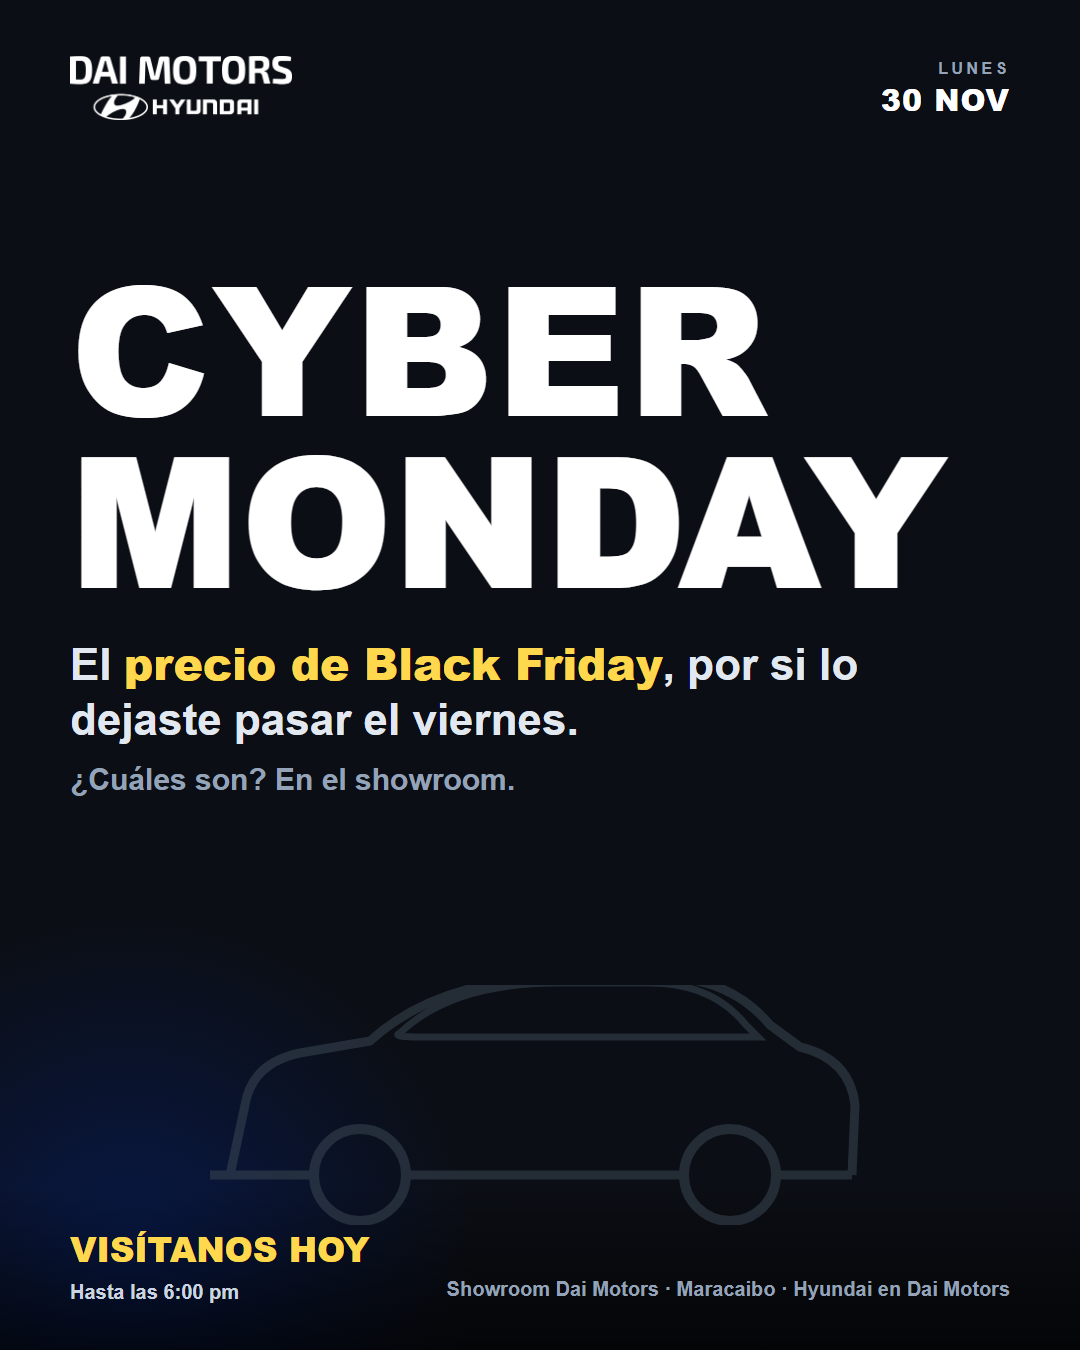 DAI MOTORS
HYUNDAI
LUNES
30 NOV
CYBER
MONDAY
El precio de Black Friday, por si lo
dejaste pasar el viernes.
¿Cuáles son? En el showroom.
VISÍTANOS HOY
Hasta las 6:00 pm
Showroom Dai Motors · Maracaibo · Hyundai en Dai Motors